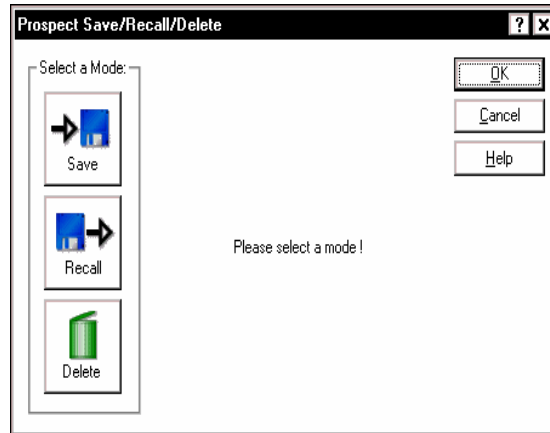 Prospect Save/Recall/Delete
? X
Select a Mode:
Save
Recall
Delete
Please select a mode !
OK
Cancel
Help